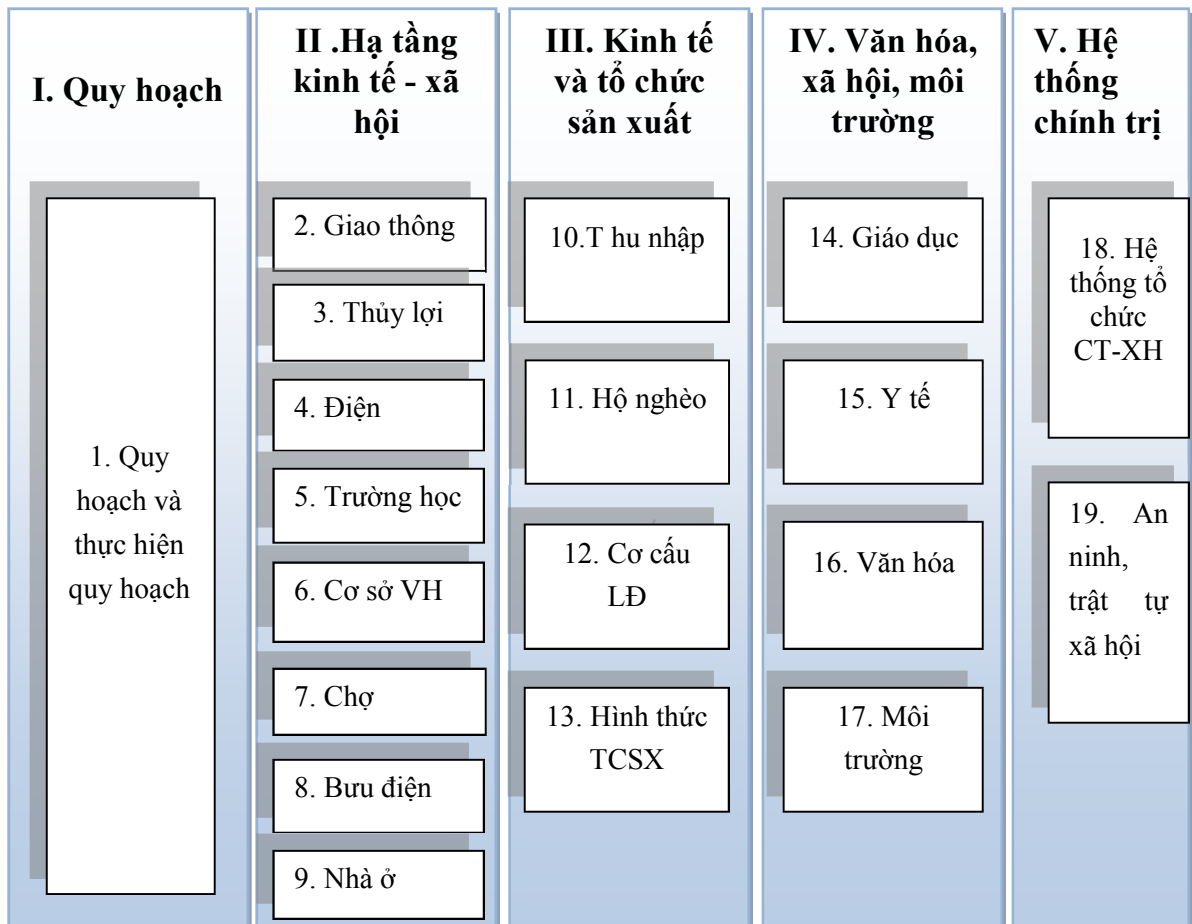 I. Quy hoạch
1. Quy
hoạch và
thực hiện
quy hoạch
II .Hạ tầng
kinh tế - xã
hội
2. Giao thông
3. Thủy lợi
4. Điện
5. Trường học
6. Cơ sở VH
7. Chợ
8. Bưu điện
9. Nhà ở
III. Kinh tế
và tổ chức
sản xuất
10.T hu nhập
11. Hộ nghèo
12. Cơ cấu
LĐ
13. Hình thức
TCSX
IV. Văn hóa,
xã hội, môi
trường
14. Giáo dục
15. Y tế
16. Văn hóa
17. Môi
trường
V. Hệ
thống
chính trị
18. Hệ
thống tổ
chức
CT-XH
19. An
ninh,
trật tự
xã hội